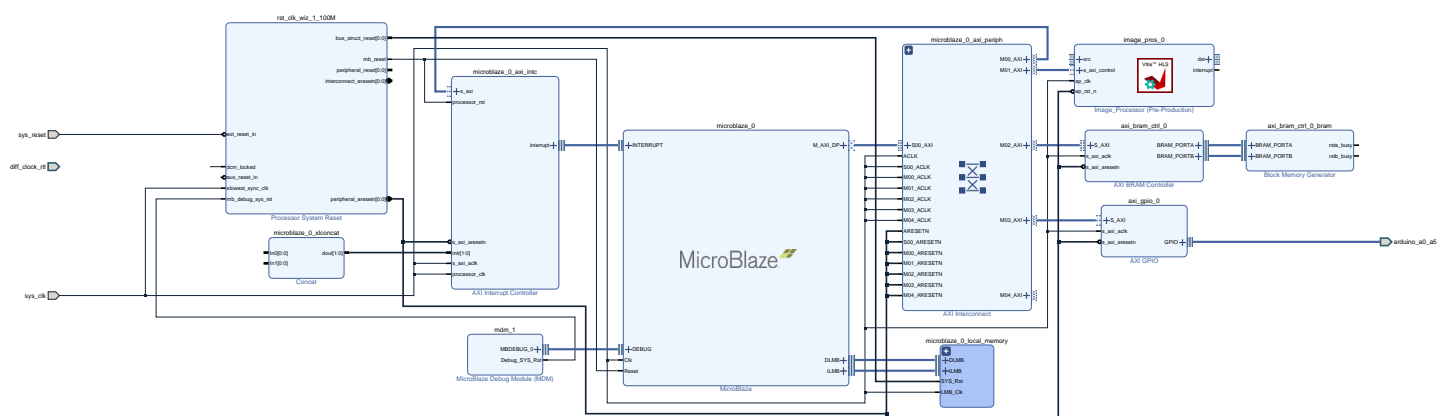 rst_clk_wiz_1_100M
bus_struct_reset[0:0]
mb_reset
peripheral_reset[0:0]
interconnect_aresetn[0:0]
ext_reset_in
dcm_locked
aux_reset_in
slowest_sync_clk
mb_debug_sys_rst
peripheral_aresetn[0:0]
Processor System Reset
sys_reset
diff_clock_rtl
sys_clk
microblaze_0_xlconcat
In0[0:0]
In1[0:0]
dout[1:0]
Concat
microblaze_0_axi_intc
s_axi
processor_rst
interrupt
s_axi_aresetn
intr[1:0]
s_axi_aclk
processor_clk
AXI Interrupt Controller
mdm_1
MBDEBUG_0
Debug_SYS_Rst
MicroBlaze Debug Module (MDM)
microblaze_0
INTERRUPT
M_AXI_DP
MicroBlaze
DEBUG
Clk
Reset
DLMB
ILMB
MicroBlaze
microblaze_0_axi_periph
M00_AXI
M01_AXI
S00_AXI
M02_AXI
ACLK
S00_ACLK
M00_ACLK
M01_ACLK
M02_ACLK
M03_ACLK
M04_ACLK
M03_AXI
ARESETN
S00_ARESETN
M00_ARESETN
M01_ARESETN
M02_ARESETN
M03_ARESETN
M04_ARESETN
M04_AXI
AXI Interconnect
microblaze_0_local_memory
DLMB
ILMB
SYS_Rst
LMB_Clk
image_pros_0
src
s_axi_control
ap_clk
ap_rst_n
dst
interrupt
Vitis™ HLS
Image_Processor (Pre-Production)
axi_bram_ctrl_0
S_AXI
s_axi_aclk
s_axi_aresetn
BRAM_PORTA
BRAM_PORTB
AXI BRAM Controller
axi_bram_ctrl_0_bram
BRAM_PORTA
BRAM_PORTB
rsta_busy
rstb_busy
Block Memory Generator
axi_gpio_0
S_AXI
s_axi_aclk
s_axi_aresetn
GPIO
AXI GPIO
arduino_a0_a5